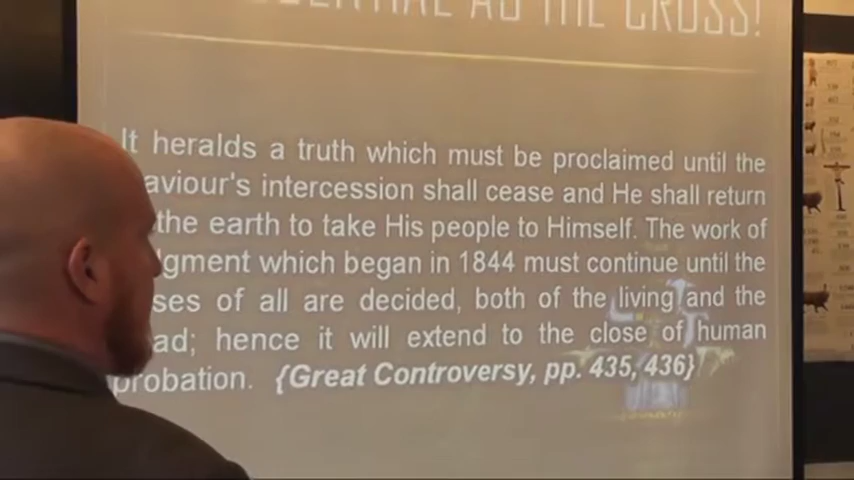 AS THE CROSS!
It heralds a truth which must be proclaimed until the
aviour's intercession shall cease and He shall return
the earth to take His people to Himself. The work of
gment which began in 1844 must continue until the
ses of all are decided, both of the living and the
ad; hence it will extend to the close of human
probation. {Great Controversy, pp. 435, 436}